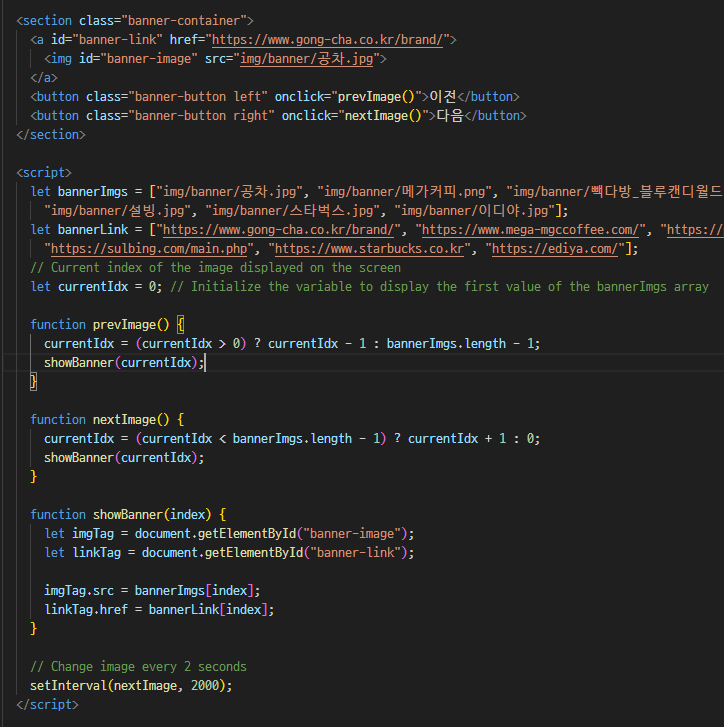 <section class="banner-container">
<a id="banner-link" href="https://www.gong-cha.co.kr/brand/">
<img id="banner-image" src="img/banner/공차.jpg">
</a>
<button class="banner-button left" onclick="prevImage()">이젼</button>
<button class="banner-button right" onclick="nextImage()">다음</button>
</section>
<script>
let bannerImgs = ["img/banner/공차.jpg", "img/banner/메가커피.png", "img/banner/빽다방_블루캔디월드
"img/banner/설빙.jpg", "img/banner/스타벅스.jpg", "img/banner/이디야.jpg"];
let bannerLink = ["https://www.gong-cha.co.kr/brand/", "https://www.mega-mgccoffee.com/", "https://
"https://sulbing.com/main.php", "https://www.starbucks.co.kr", "https://ediya.com/"];
// Current index of the image displayed on the screen
let currentIdx = 0; // Initialize the variable to display the first value of the bannerImgs array
function prevImage() {
currentIdx = (currentIdx > 0) ? currentIdx - 1 : bannerImgs.length - 1;
showBanner(currentIdx);
}
function nextImage() {
currentIdx = (currentIdx < bannerImgs.length - 1) ? currentIdx + 1 : 0;
showBanner(currentIdx);
}
function showBanner(index) {
let imgTag = document.getElementById("banner-image");
let linkTag = document.getElementById("banner-link");
imgTag.src = bannerImgs[index];
linkTag.href = bannerLink[index];
}
// Change image every 2 seconds
setInterval(nextImage, 2000);
</script>